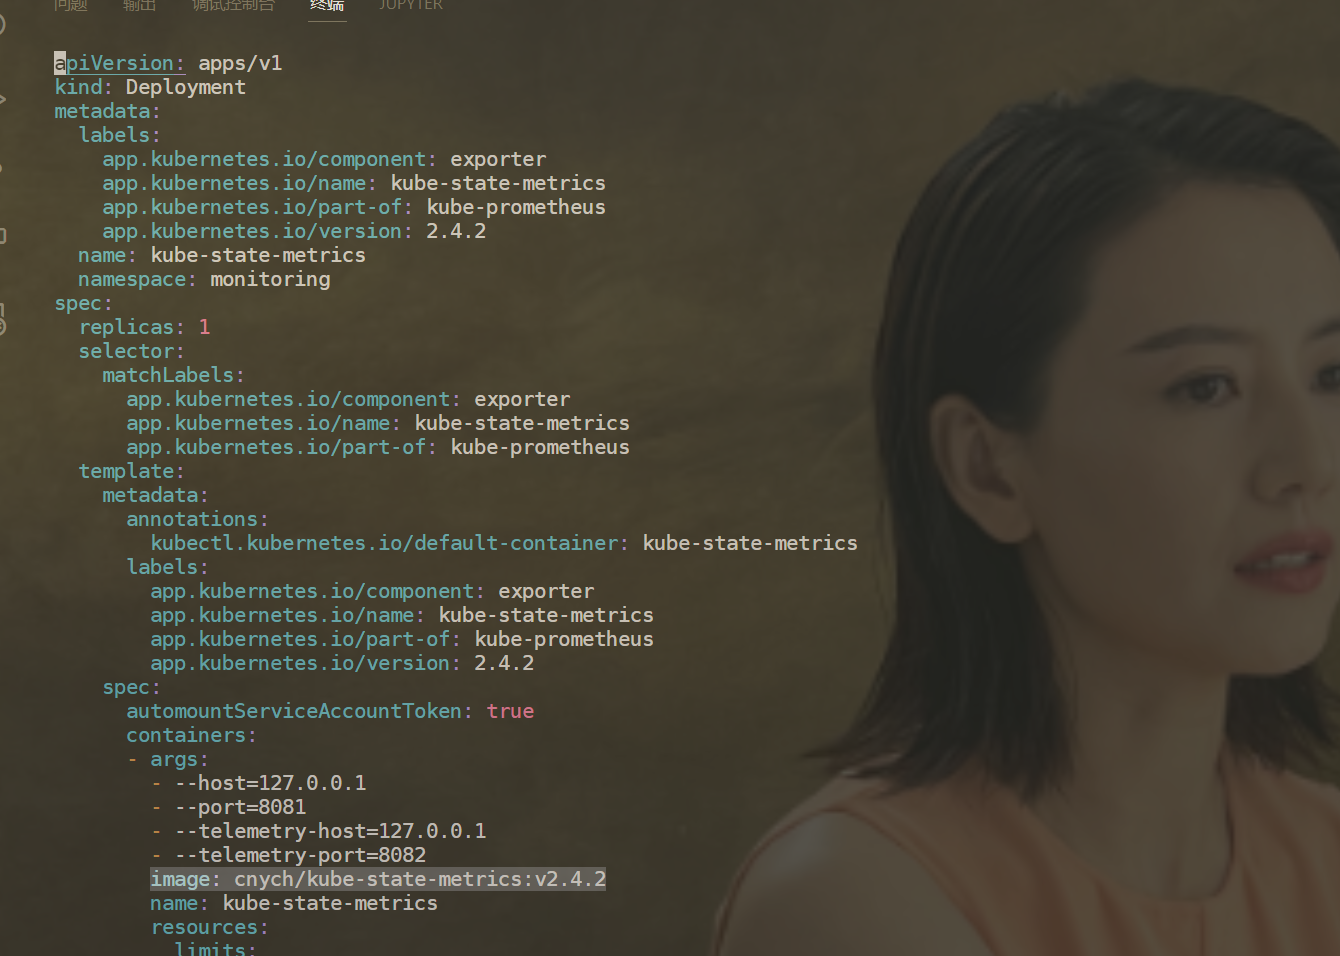 问题 输出 调试控制台 终端 JUPYTER
apiVersion: apps/v1
kind: Deployment
metadata:
  labels:
    app.kubernetes.io/component: exporter
    app.kubernetes.io/name: kube-state-metrics
    app.kubernetes.io/part-of: kube-prometheus
    app.kubernetes.io/version: 2.4.2
  name: kube-state-metrics
  namespace: monitoring
spec:
  replicas: 1
  selector:
    matchLabels:
      app.kubernetes.io/component: exporter
      app.kubernetes.io/name: kube-state-metrics
      app.kubernetes.io/part-of: kube-prometheus
  template:
    metadata:
      annotations:
        kubectl.kubernetes.io/default-container: kube-state-metrics
      labels:
        app.kubernetes.io/component: exporter
        app.kubernetes.io/name: kube-state-metrics
        app.kubernetes.io/part-of: kube-prometheus
        app.kubernetes.io/version: 2.4.2
    spec:
      automountServiceAccountToken: true
      containers:
      - args:
        - --host=127.0.0.1
        - --port=8081
        - --telemetry-host=127.0.0.1
        - --telemetry-port=8082
        image: cnych/kube-state-metrics:v2.4.2
        name: kube-state-metrics
        resources:
          limits: